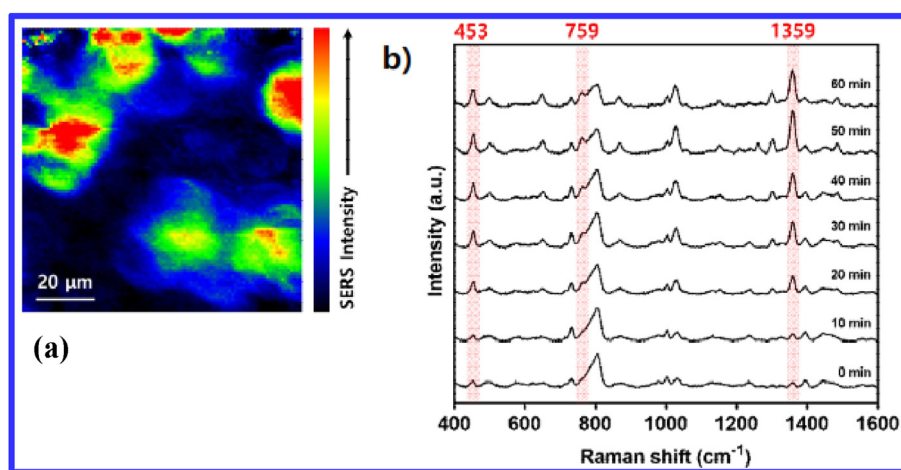 SERS Intensity
20 μm
(a)
b)
453 759 1359
60 min
50 min
40 min
30 min
20 min
10 min
0 min
Intensity (a.u.)
400 600 800 1000 1200 1400 1600
Raman shift (cm⁻¹)